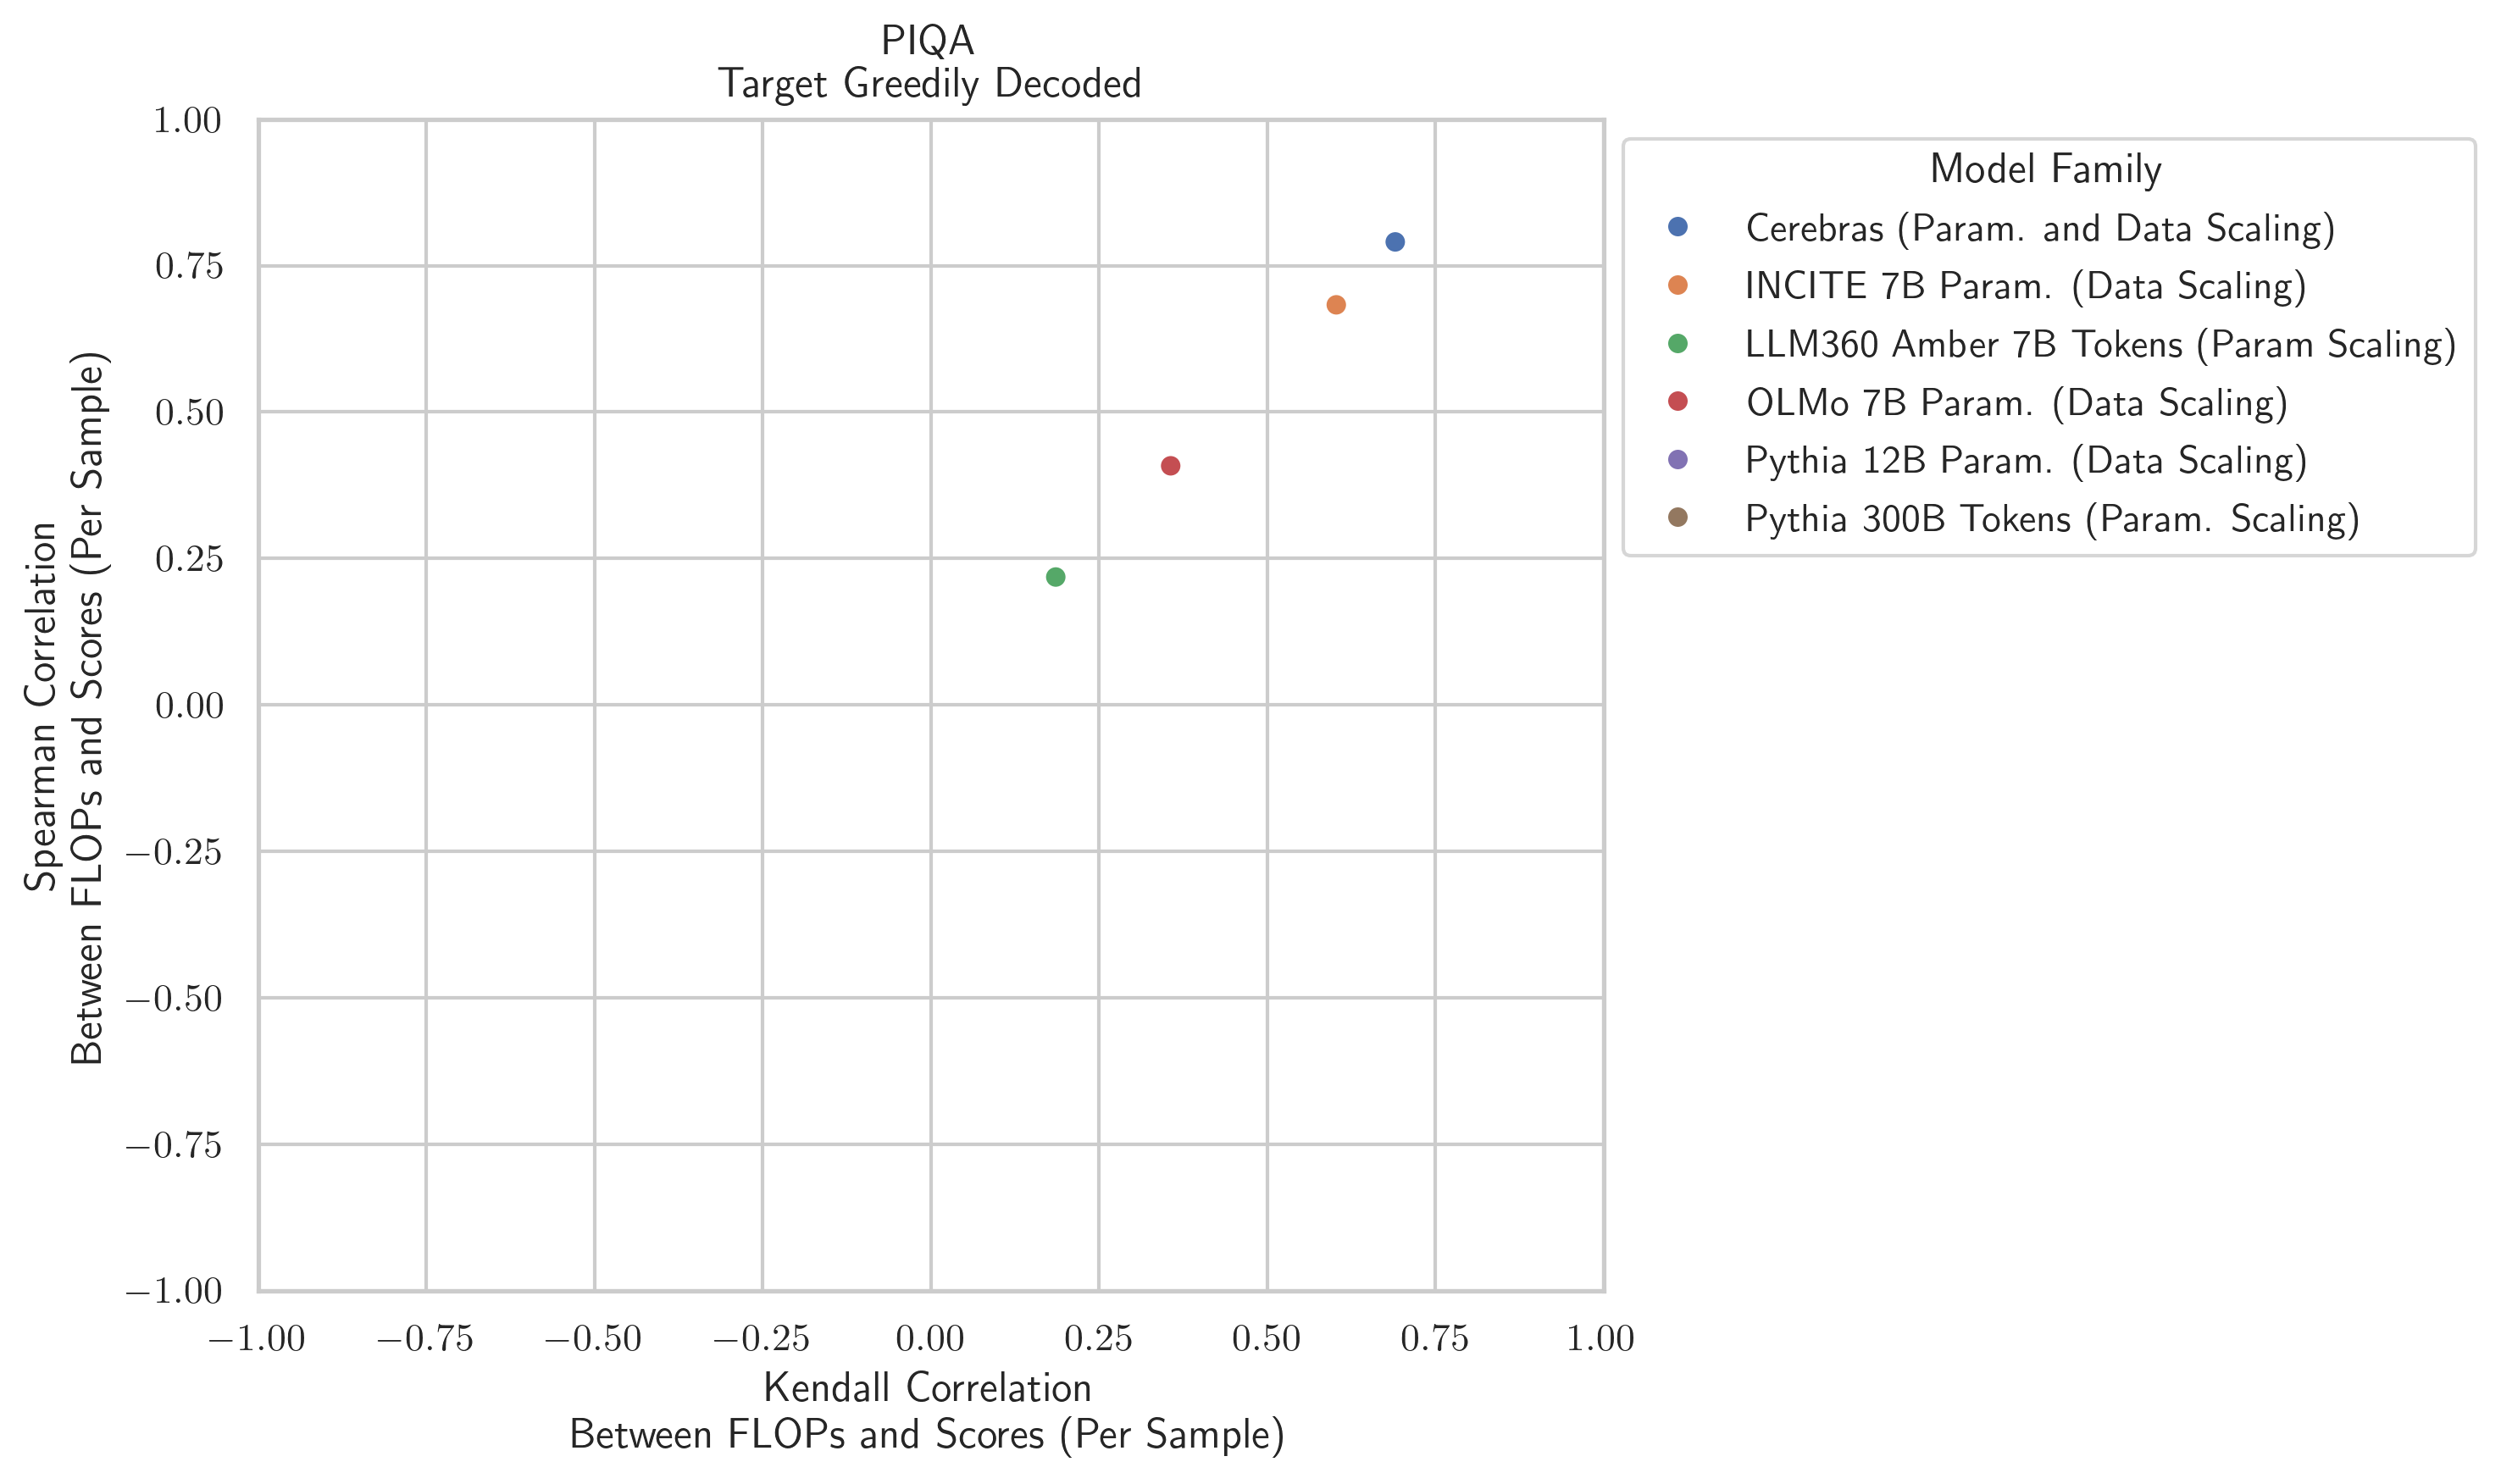 PIQA
Target Greedily Decoded
1.00
0.75
0.50
0.25
0.00
−0.25
−0.50
−0.75
−1.00
Spearman Correlation
Between FLOPs and Scores (Per Sample)
−1.00 −0.75 −0.50 −0.25 0.00 0.25 0.50 0.75 1.00
Kendall Correlation
Between FLOPs and Scores (Per Sample)
Model Family
Cerebras (Param. and Data Scaling)
INCITE 7B Param. (Data Scaling)
LLM360 Amber 7B Tokens (Param Scaling)
OLMo 7B Param. (Data Scaling)
Pythia 12B Param. (Data Scaling)
Pythia 300B Tokens (Param. Scaling)